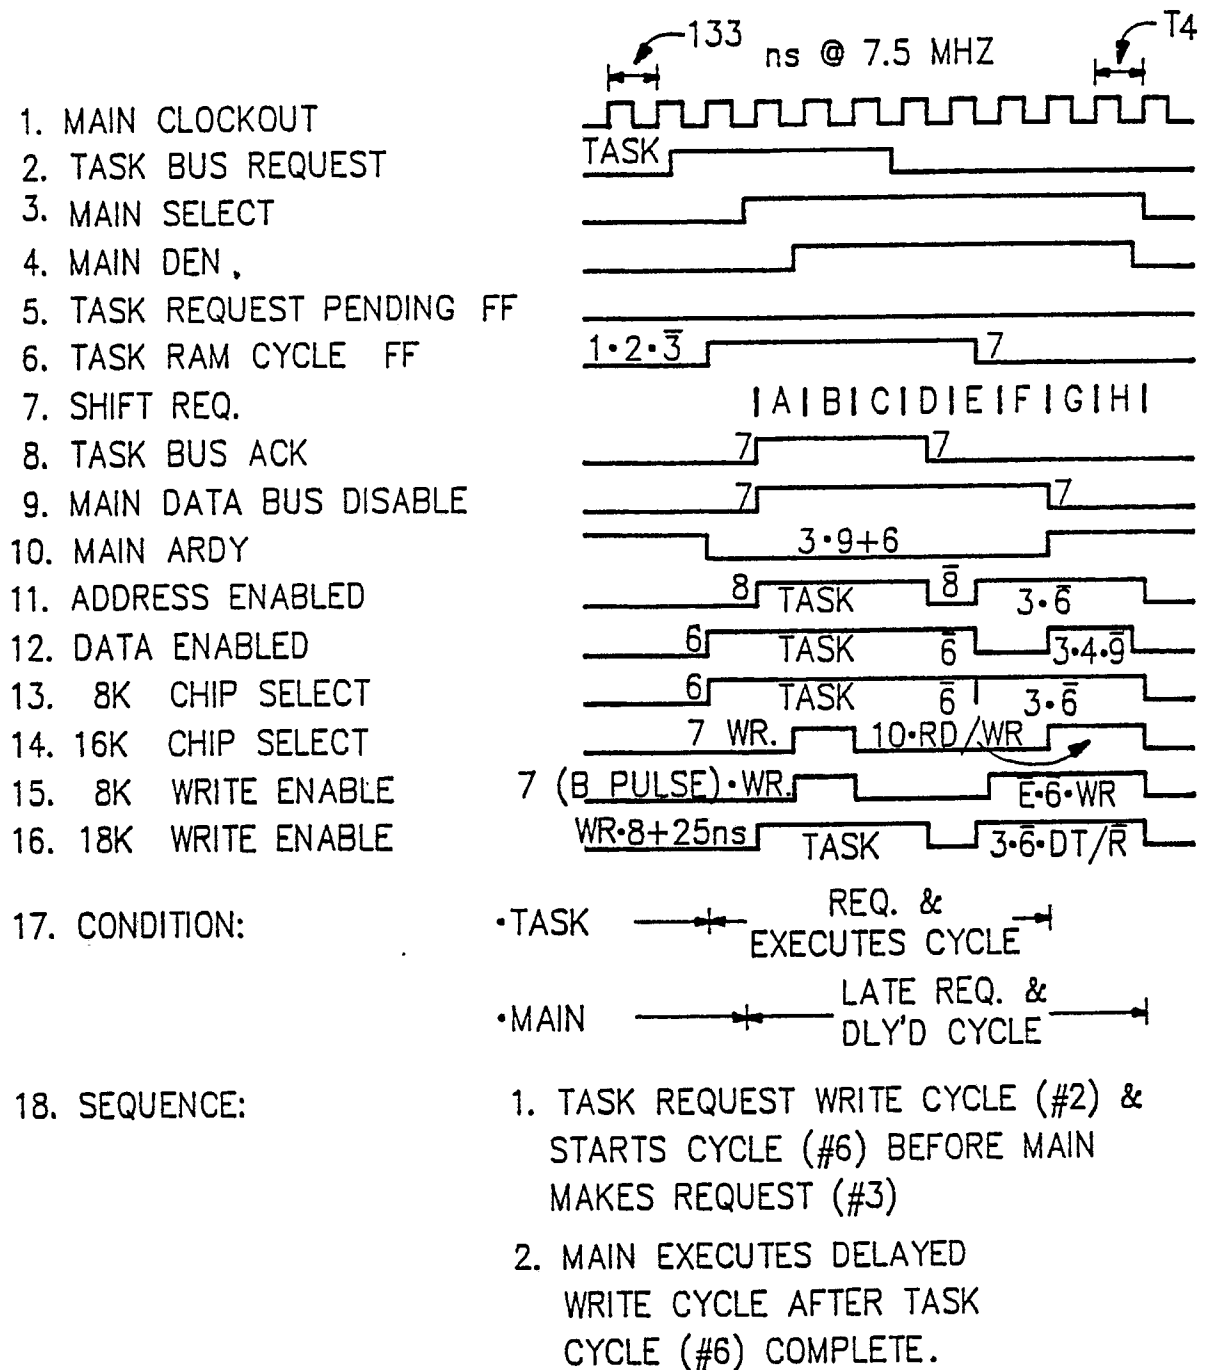 133 ns @ 7.5 MHZ T4
1. MAIN CLOCKOUT
2. TASK BUS REQUEST TASK
3. MAIN SELECT
4. MAIN DEN.
5. TASK REQUEST PENDING FF
6. TASK RAM CYCLE FF 1•2•3̅ 7
7. SHIFT REQ. |A|B|C|D|E|F|G|H|
8. TASK BUS ACK 7 7
9. MAIN DATA BUS DISABLE 7 7
10. MAIN ARDY 3•9+6
11. ADDRESS ENABLED 8 TASK 8̅ 3•6̅
12. DATA ENABLED 6 TASK 6̅ 3•4•9̅
13. 8K CHIP SELECT 6 TASK 6̅ 3•6̅
14. 16K CHIP SELECT 7 WR. 10•RD/WR
15. 8K WRITE ENABLE 7 (B PULSE)•WR. E̅•6̅•WR
16. 18K WRITE ENABLE WR•8+25ns TASK 3•6̅•DT/R̅
17. CONDITION: •TASK REQ. &
EXECUTES CYCLE
•MAIN LATE REQ. &
DLY'D CYCLE
18. SEQUENCE: 1. TASK REQUEST WRITE CYCLE (#2) &
STARTS CYCLE (#6) BEFORE MAIN
MAKES REQUEST (#3)
2. MAIN EXECUTES DELAYED
WRITE CYCLE AFTER TASK
CYCLE (#6) COMPLETE.